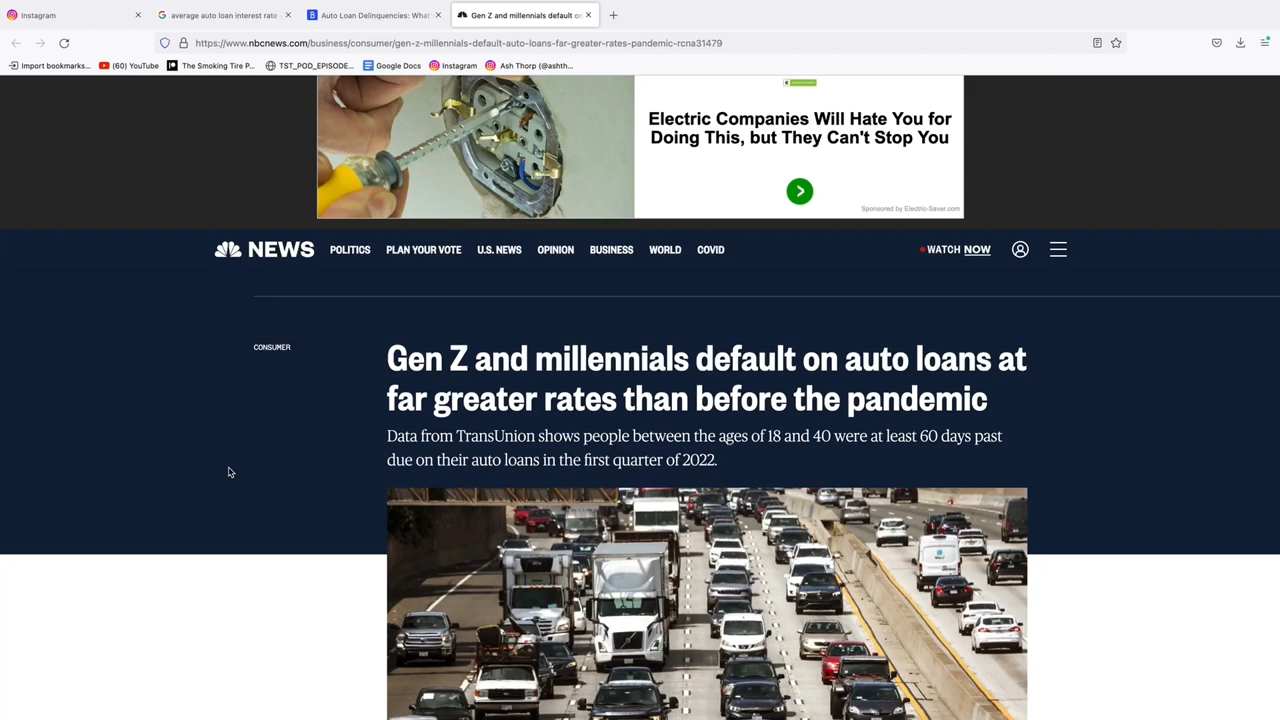 Instagram
average auto loan interest rate
Auto Loan Delinquencies: What
Gen Z and millennials default on
https://www.nbcnews.com/business/consumer/gen-z-millennials-default-auto-loans-far-greater-rates-pandemic-rcna31479
Import bookmarks...
(60) YouTube
The Smoking Tire P...
TST_POD_EPISODE...
Google Docs
Instagram
Ash Thorp (@ashth...
Electric Companies Will Hate You for
Doing This, but They Can't Stop You
Sponsored by Electric-Saver.com
NEWS
POLITICS
PLAN YOUR VOTE
U.S. NEWS
OPINION
BUSINESS
WORLD
COVID
WATCH NOW
CONSUMER
Gen Z and millennials default on auto loans at
far greater rates than before the pandemic
Data from TransUnion shows people between the ages of 18 and 40 were at least 60 days past
due on their auto loans in the first quarter of 2022.